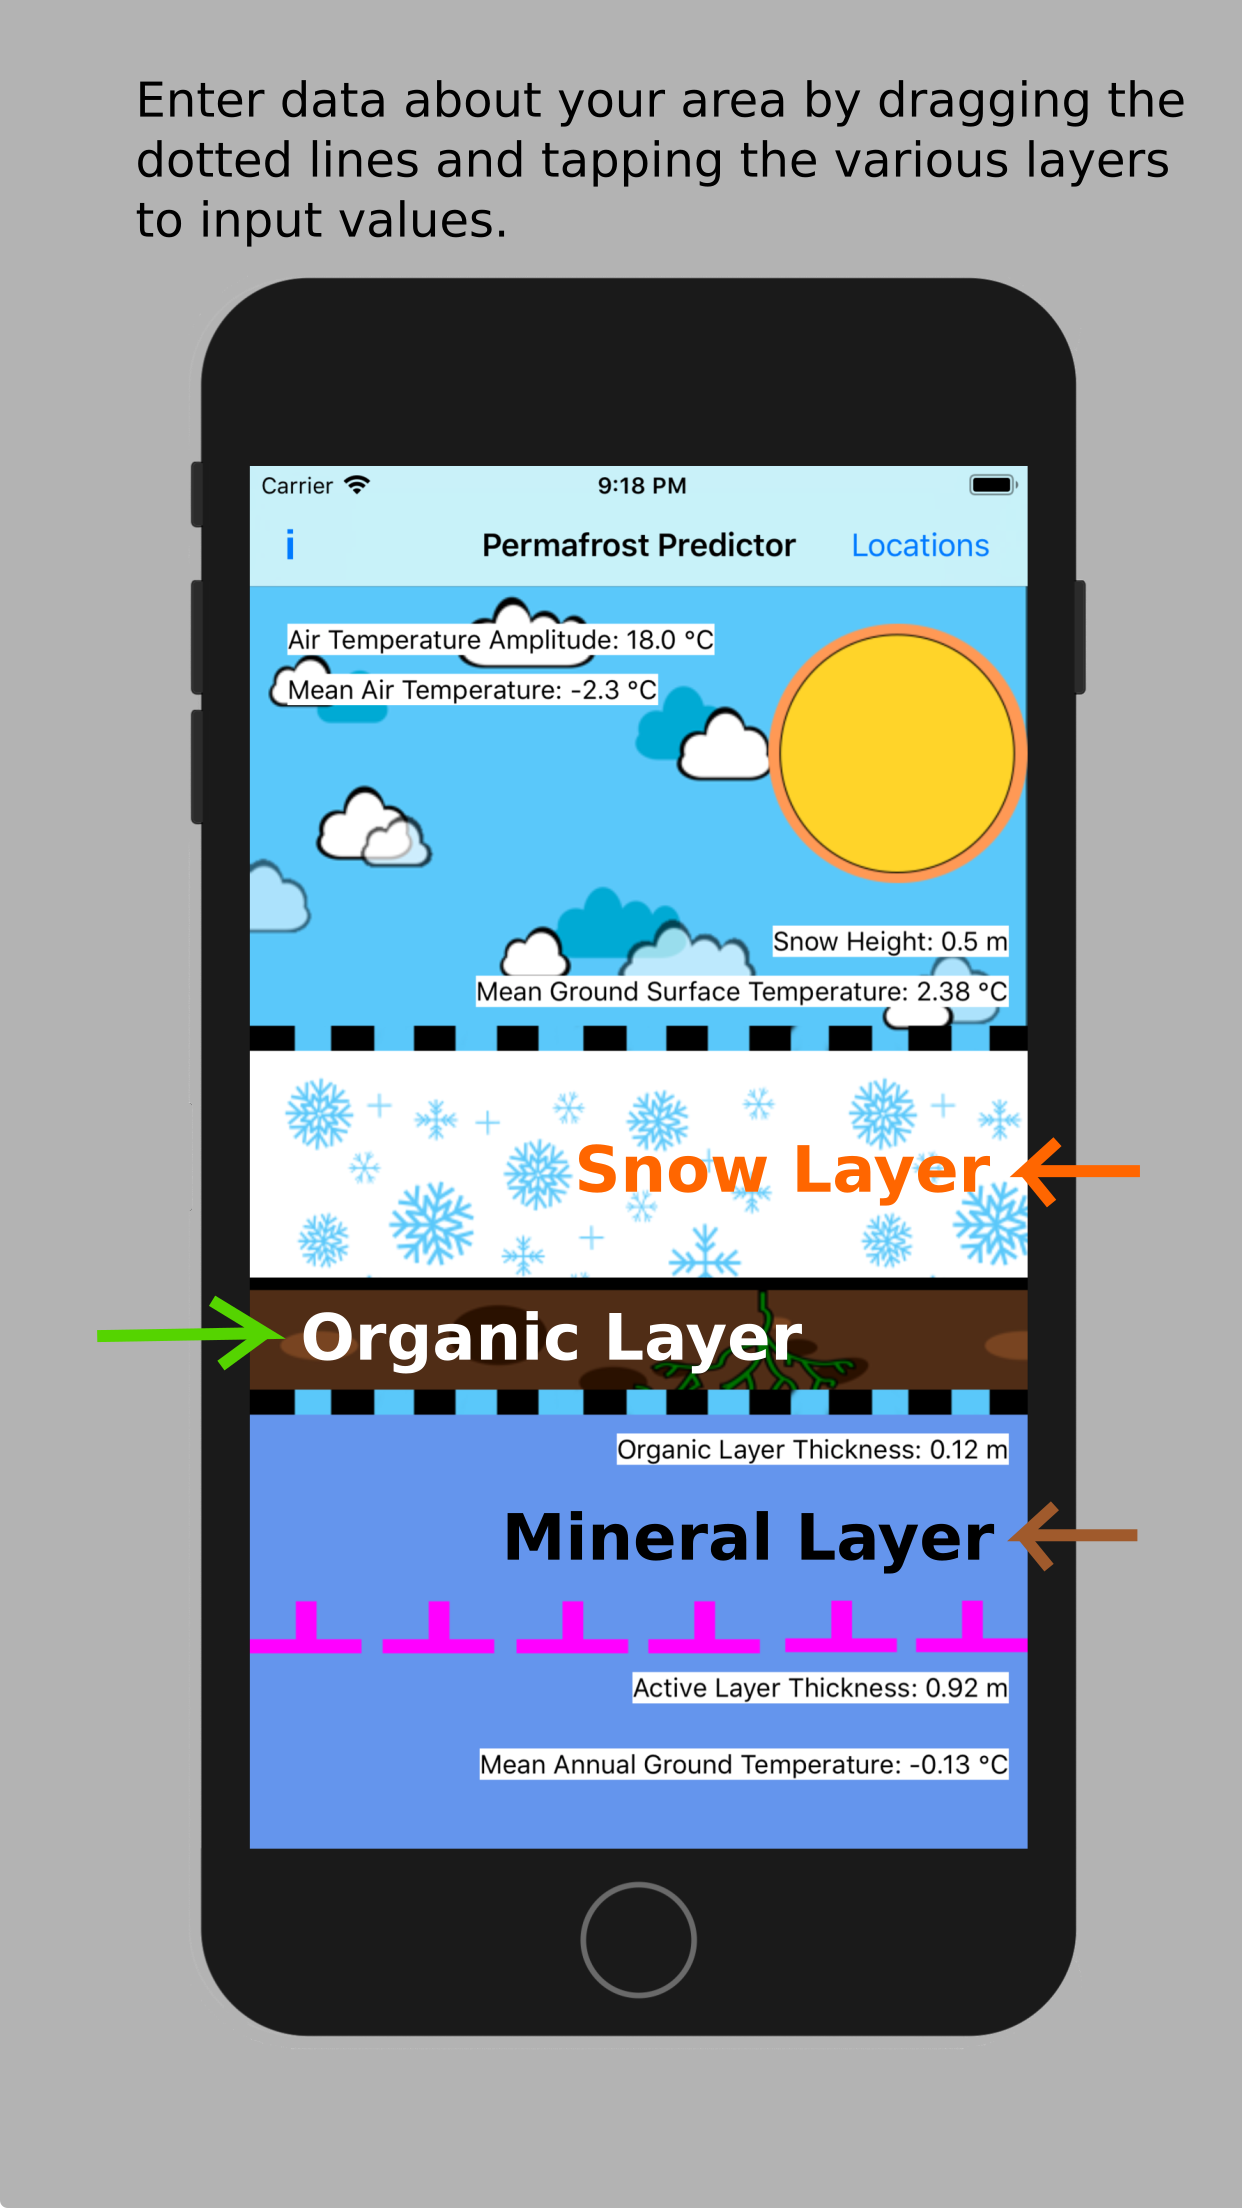 Enter data about your area by dragging the
dotted lines and tapping the various layers
to input values.
Carrier 9:18 PM
i Permafrost Predictor Locations
Air Temperature Amplitude: 18.0 °C
Mean Air Temperature: -2.3 °C
Snow Height: 0.5 m
Mean Ground Surface Temperature: 2.38 °C
Snow Layer
Organic Layer
Organic Layer Thickness: 0.12 m
Mineral Layer
Active Layer Thickness: 0.92 m
Mean Annual Ground Temperature: -0.13 °C